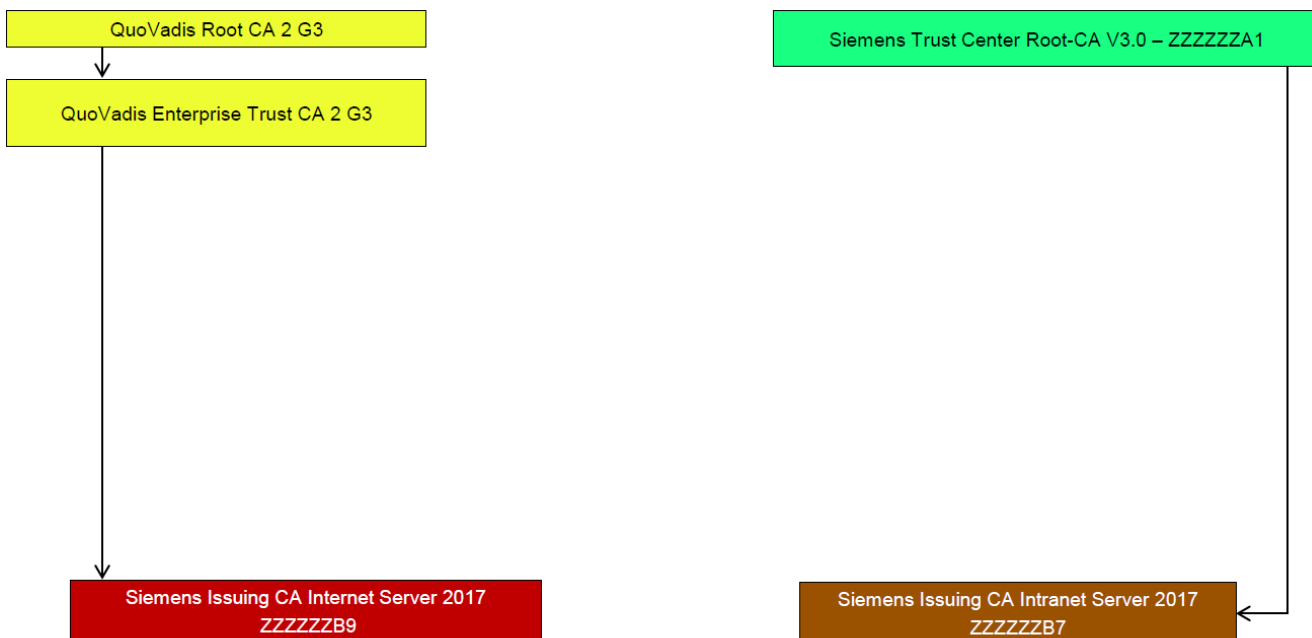 QuoVadis Root CA 2 G3
Siemens Trust Center Root-CA V3.0 – ZZZZZZA1
QuoVadis Enterprise Trust CA 2 G3
Siemens Issuing CA Internet Server 2017
ZZZZZZB9
Siemens Issuing CA Intranet Server 2017
ZZZZZZB7